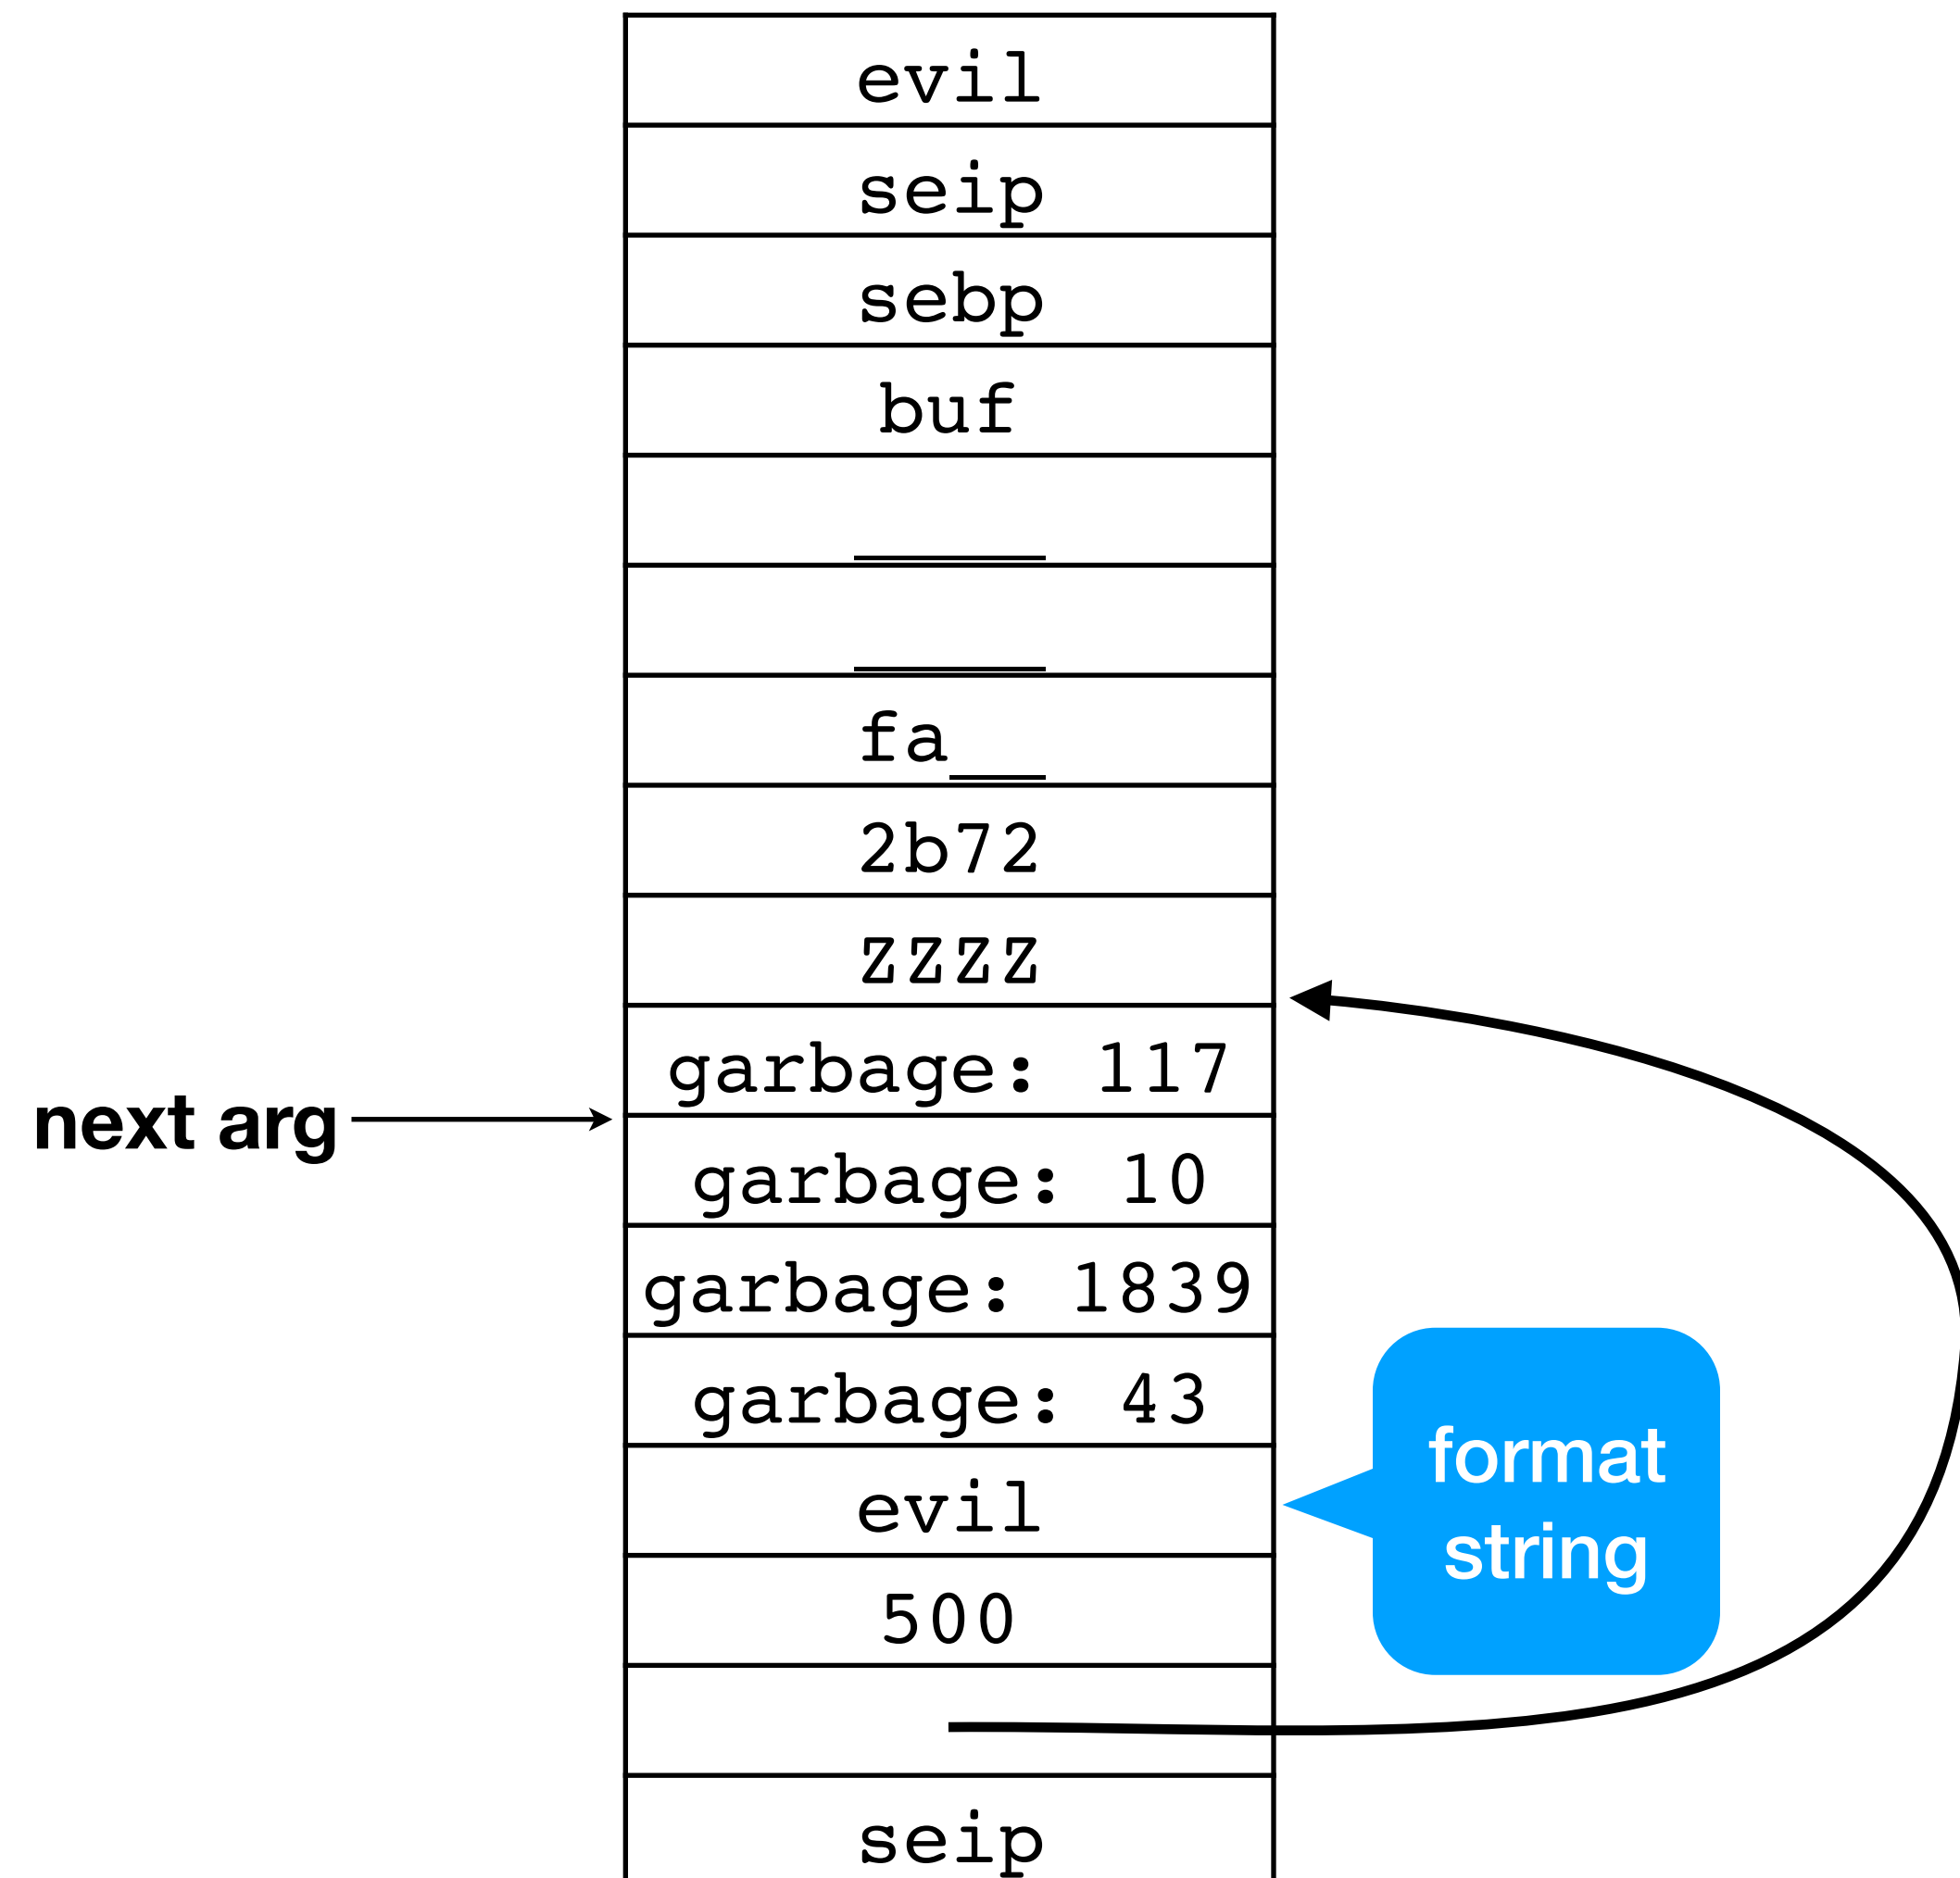 evil
seip
sebp
buf
____
____
fa__
2b72
zzzz
garbage: 117
next arg
garbage: 10
garbage: 1839
garbage: 43
evil
format
string
500
seip